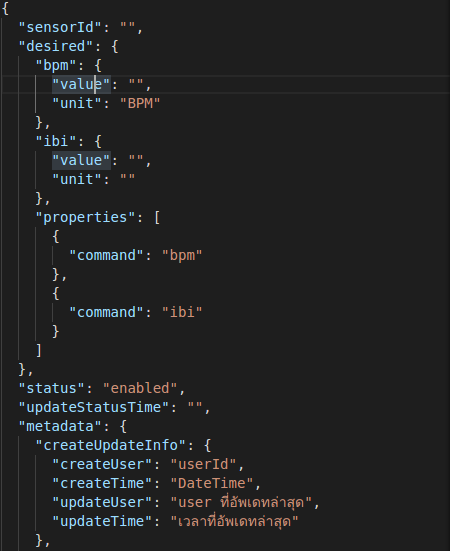 {
"sensorId": "",
"desired": {
"bpm": {
"value": "",
"unit": "BPM"
},
"ibi": {
"value": "",
"unit": ""
},
"properties": [
{
"command": "bpm"
},
{
"command": "ibi"
}
]
},
"status": "enabled",
"updateStatusTime": "",
"metadata": {
"createUpdateInfo": {
"createUser": "userId",
"createTime": "DateTime",
"updateUser": "user ที่อัพเดทล่าสุด",
"updateTime": "เวลาที่อัพเดทล่าสุด"
},